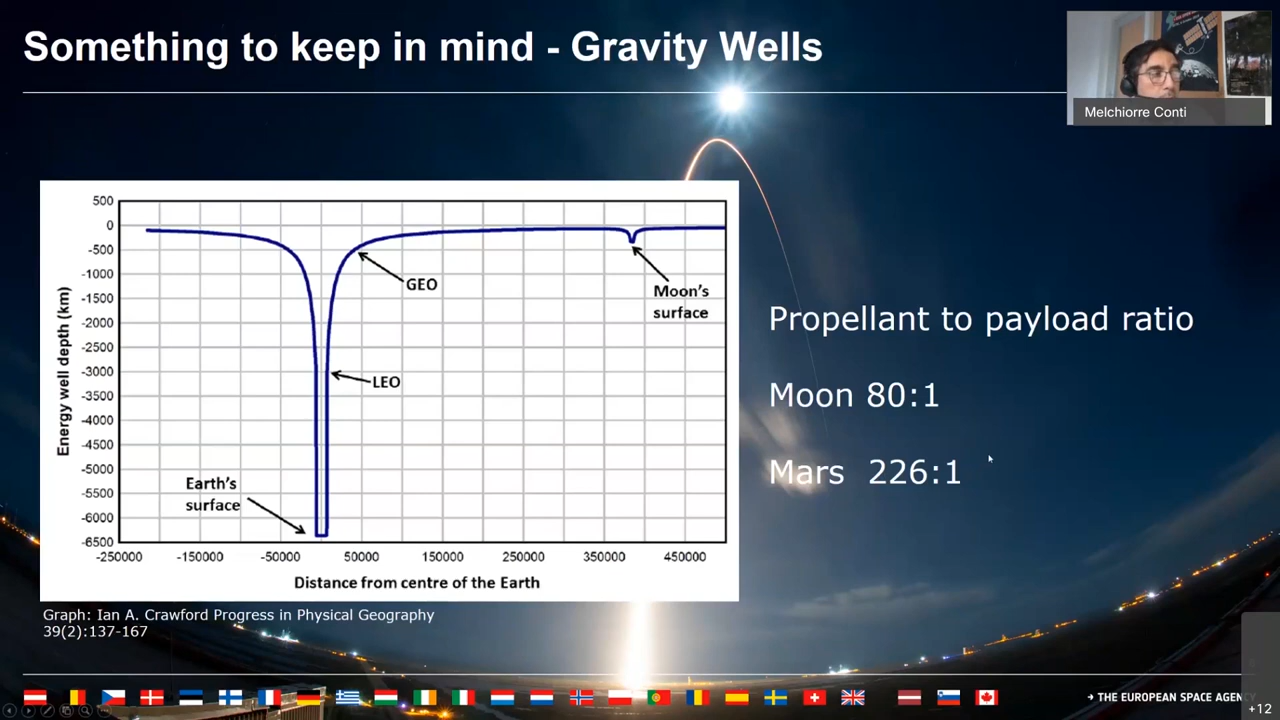 Something to keep in mind - Gravity Wells
Melchiorre Conti
500
0
-500
-1000
-1500
-2000
-2500
-3000
-3500
-4000
-4500
-5000
-5500
-6000
-6500
Energy well depth (km)
GEO
Moon's
surface
LEO
Earth's
surface
-250000 -150000 -50000 50000 150000 250000 350000 450000
Distance from centre of the Earth
Propellant to payload ratio
Moon 80:1
Mars 226:1
Graph: Ian A. Crawford Progress in Physical Geography
39(2):137-167
→ THE EUROPEAN SPACE AGENC
+12